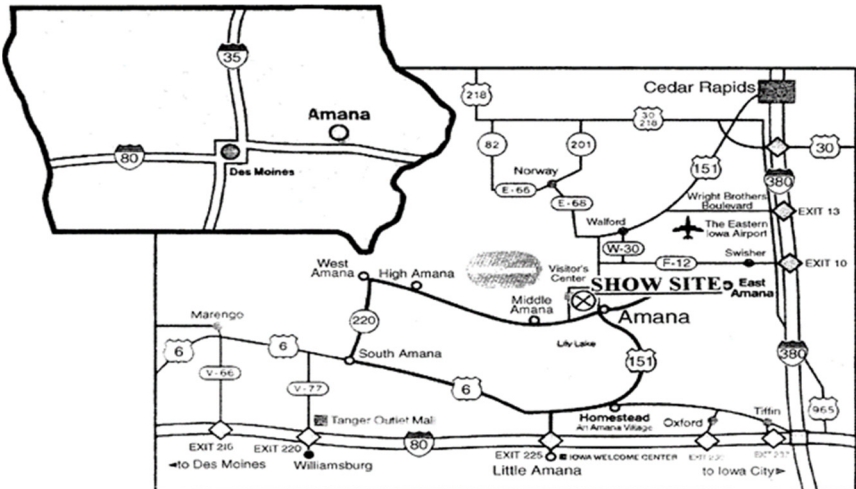 35
Amana
80
Des Moines
218
Cedar Rapids
30
218
82
201
30
151
Norway
380
E-66
E-68
Wright Brothers
Boulevard
EXIT 13
Walford
The Eastern
Iowa Airport
W-30
Swisher
F-12
EXIT 10
West
Amana
High Amana
Visitor's
Center
SHOW SITE
East
Amana
Middle
Amana
Amana
220
Marengo
Lily Lake
6
6
South Amana
151
380
V-66
V-77
6
965
Tanger Outlet Mall
Homestead
An Amana Village
Oxford
Tiffin
EXIT 216
EXIT 220
80
EXIT 225
IOWA WELCOME CENTER
to Des Moines
Williamsburg
Little Amana
to Iowa City